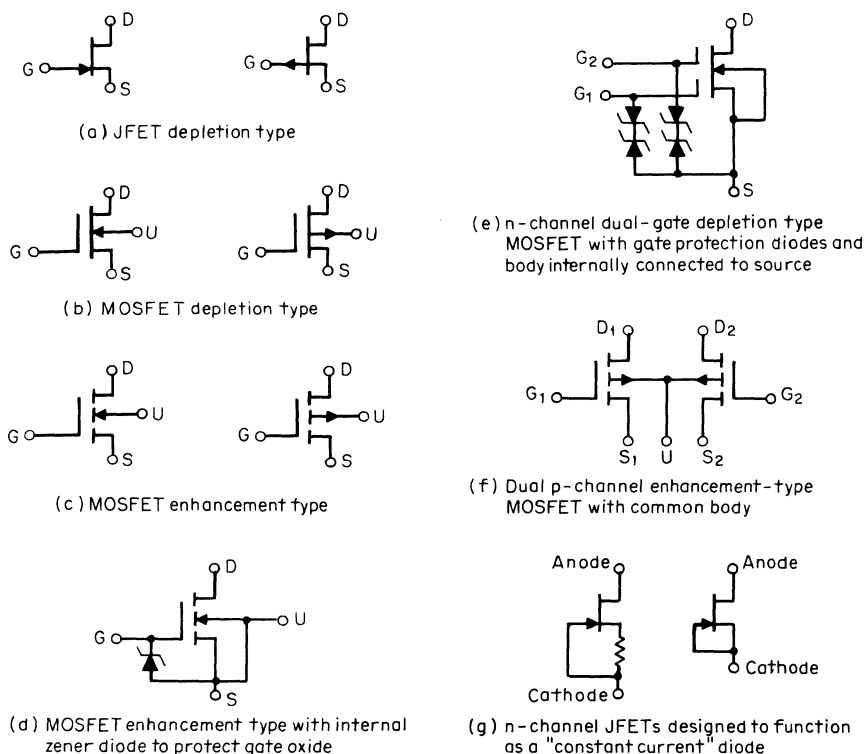 D
G
S
D
G
S
(a) JFET depletion type
D
U
G
S
D
U
G
S
(b) MOSFET depletion type
D
U
G
S
D
U
G
S
(c) MOSFET enhancement type
D
G
U
S
(d) MOSFET enhancement type with internal
zener diode to protect gate oxide
D
G2
G1
S
(e) n-channel dual-gate depletion type
MOSFET with gate protection diodes and
body internally connected to source
D1 D2
G1 G2
S1 U S2
(f) Dual p-channel enhancement-type
MOSFET with common body
Anode Anode
Cathode
Cathode
(g) n-channel JFETs designed to function
as a "constant current" diode